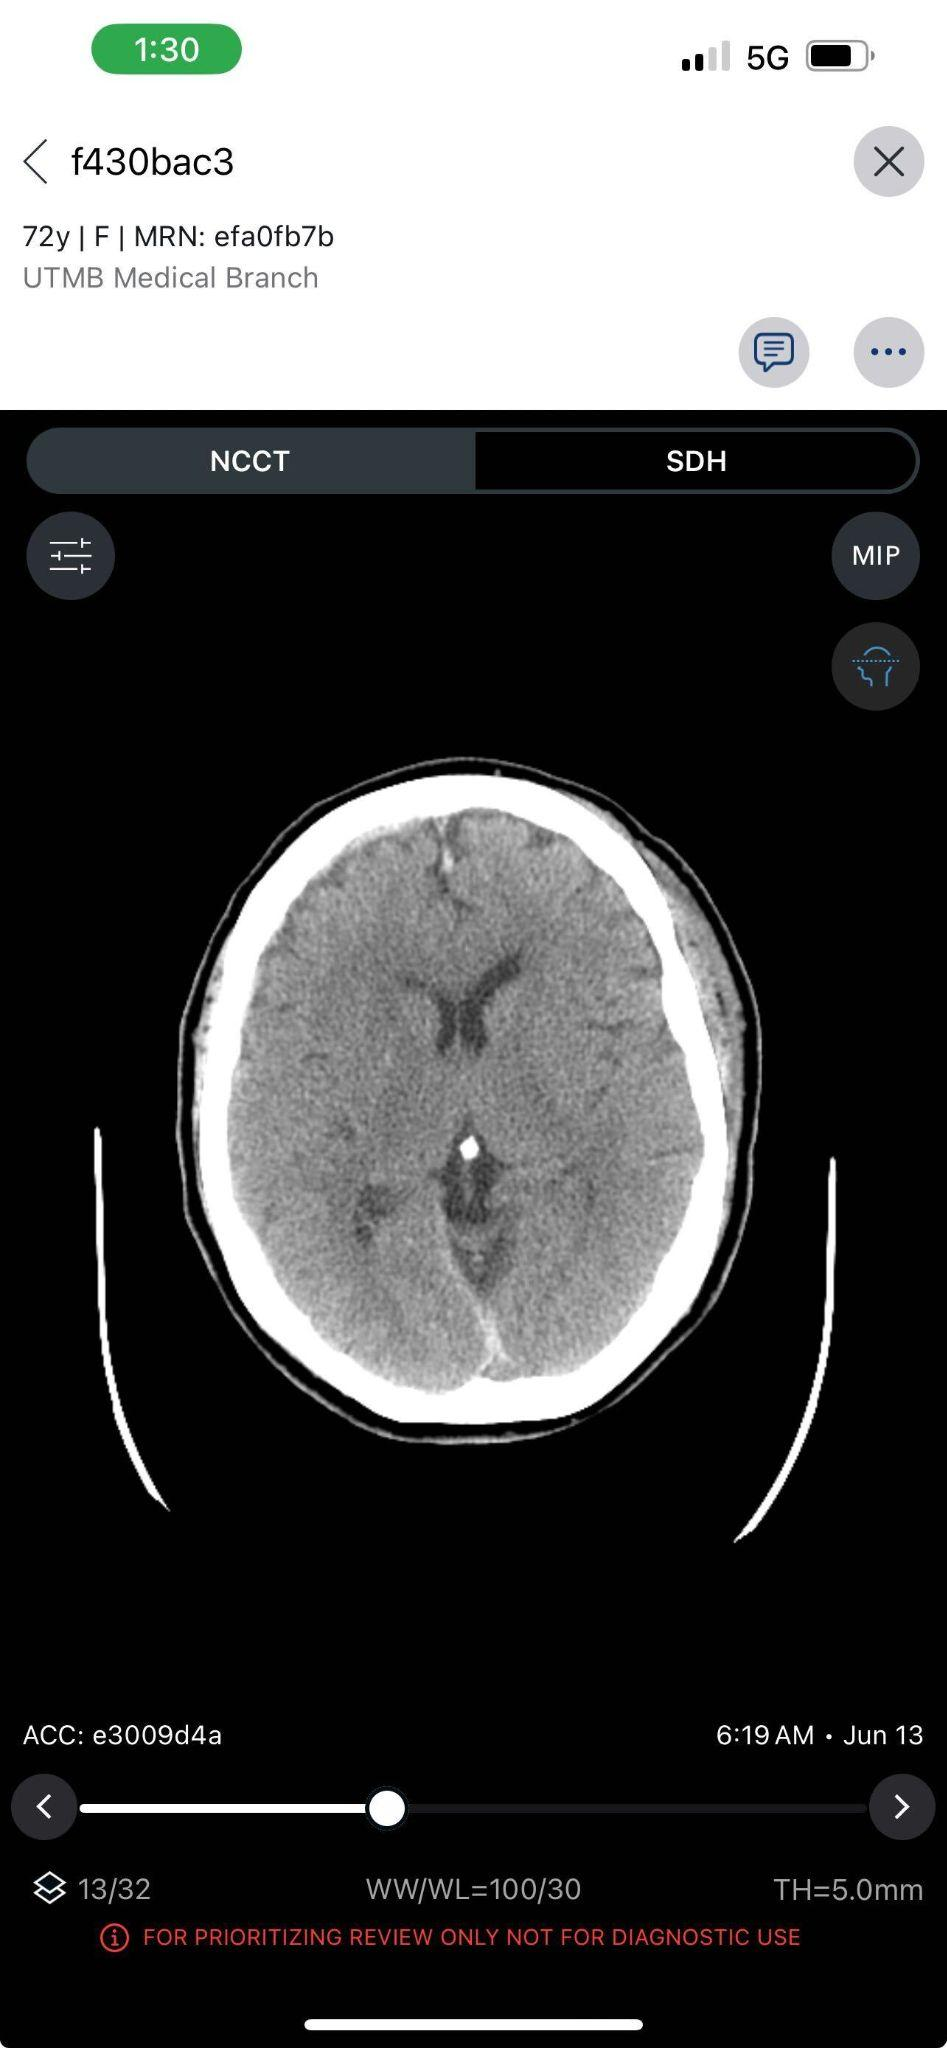 1:30
5G
f430bac3
72y | F | MRN: efa0fb7b
UTMB Medical Branch
NCCT
SDH
MIP
ACC: e3009d4a
6:19 AM • Jun 13
13/32
WW/WL=100/30
TH=5.0mm
FOR PRIORITIZING REVIEW ONLY NOT FOR DIAGNOSTIC USE